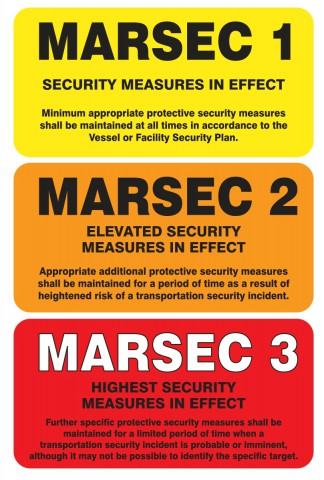 MARSEC 1
SECURITY MEASURES IN EFFECT
Minimum appropriate protective security measures
shall be maintained at all times in accordance to the
Vessel or Facility Security Plan.
MARSEC 2
ELEVATED SECURITY
MEASURES IN EFFECT
Appropriate additional protective security measures
shall be maintained for a period of time as a result of
heightened risk of a transportation security incident.
MARSEC 3
HIGHEST SECURITY
MEASURES IN EFFECT
Further specific protective security measures shall be
maintained for a limited period of time when a
transportation security incident is probable or imminent,
although it may not be possible to identify the specific target.